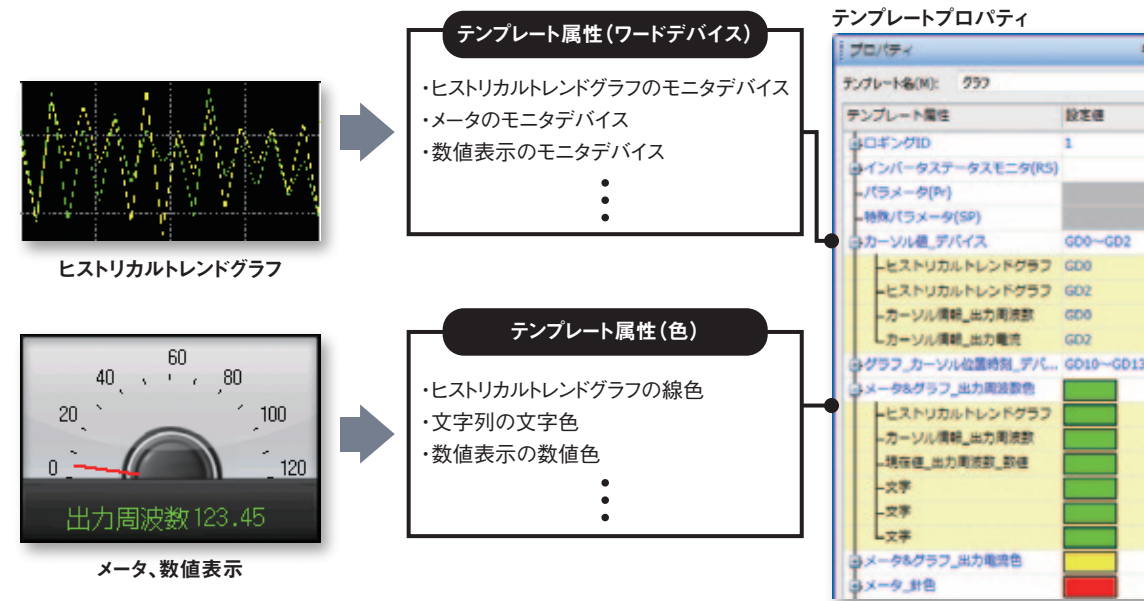 テンプレート属性（ワードデバイス）
・ヒストリカルトレンドグラフのモニタデバイス
・メータのモニタデバイス
・数値表示のモニタデバイス
ヒストリカルトレンドグラフ
テンプレート属性（色）
・ヒストリカルトレンドグラフの線色
・文字列の文字色
・数値表示の数値色
0 20 40 60 80 100 120
出力周波数123.45
メータ、数値表示
テンプレートプロパティ
プロパティ
テンプレート名(M): グラフ
テンプレート属性 設定値
ロギングID 1
インバータステータスモニタ(RS)
パラメータ(Pr)
特殊パラメータ(SP)
カーソル値_デバイス GD0～GD2
ヒストリカルトレンドグラフ GD0
ヒストリカルトレンドグラフ GD2
カーソル情報_出力周波数 GD0
カーソル情報_出力電流 GD2
グラフ_カーソル位置時刻_デバ... GD10～GD13
メータ&グラフ_出力周波数色
ヒストリカルトレンドグラフ
カーソル情報_出力周波数
現在値_出力周波数_数値
文字
文字
文字
メータ&グラフ_出力電流色
メータ_針色